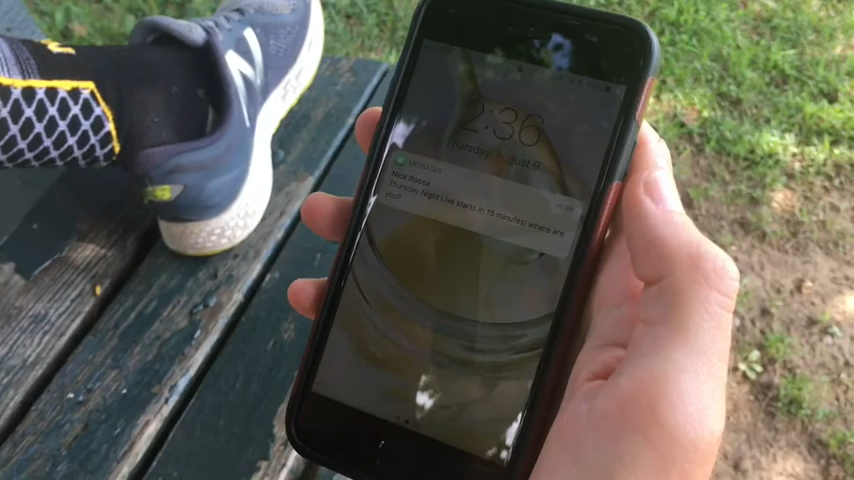 2:36
Thursday, August 9
MESSAGES
Nick Roosa
Thursday Night Live starts in 15 minutes! where are
you?
N